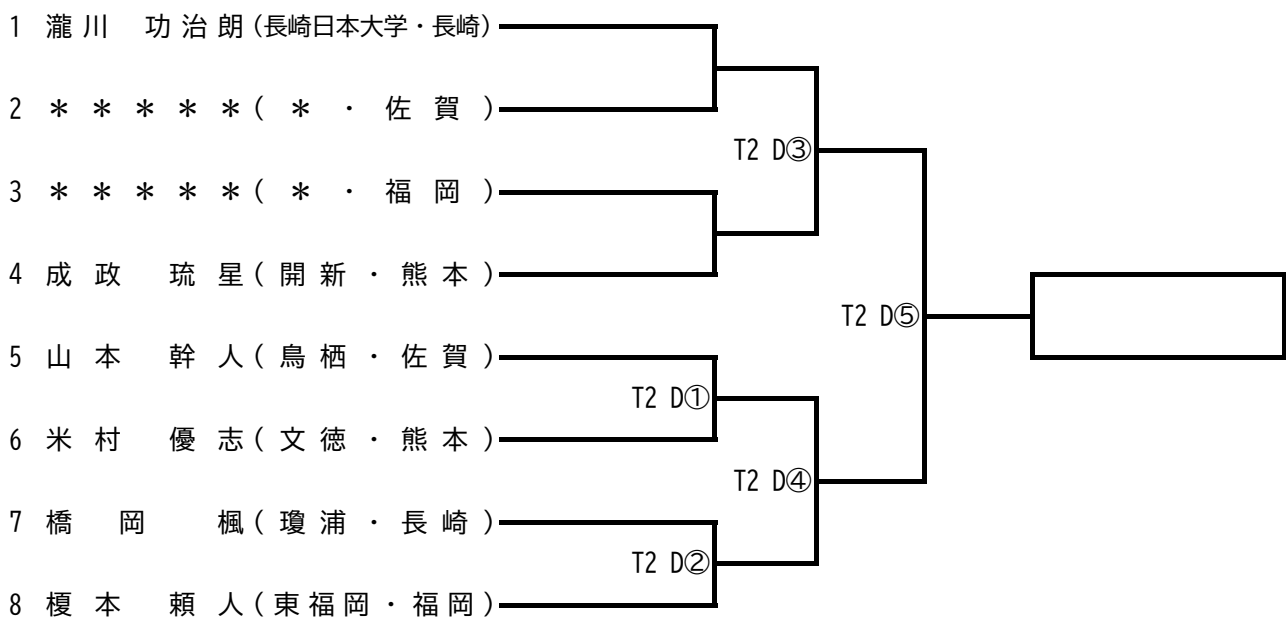 1 瀧川 功治朗(長崎日本大学・長崎)
2 *****(*・佐賀)
T2 D③
3 *****(*・福岡)
4 成政 琉星(開新・熊本)
T2 D⑤
5 山本 幹人(鳥栖・佐賀)
T2 D①
6 米村 優志(文徳・熊本)
T2 D④
7 橋岡 楓(瓊浦・長崎)
T2 D②
8 榎本 頼人(東福岡・福岡)